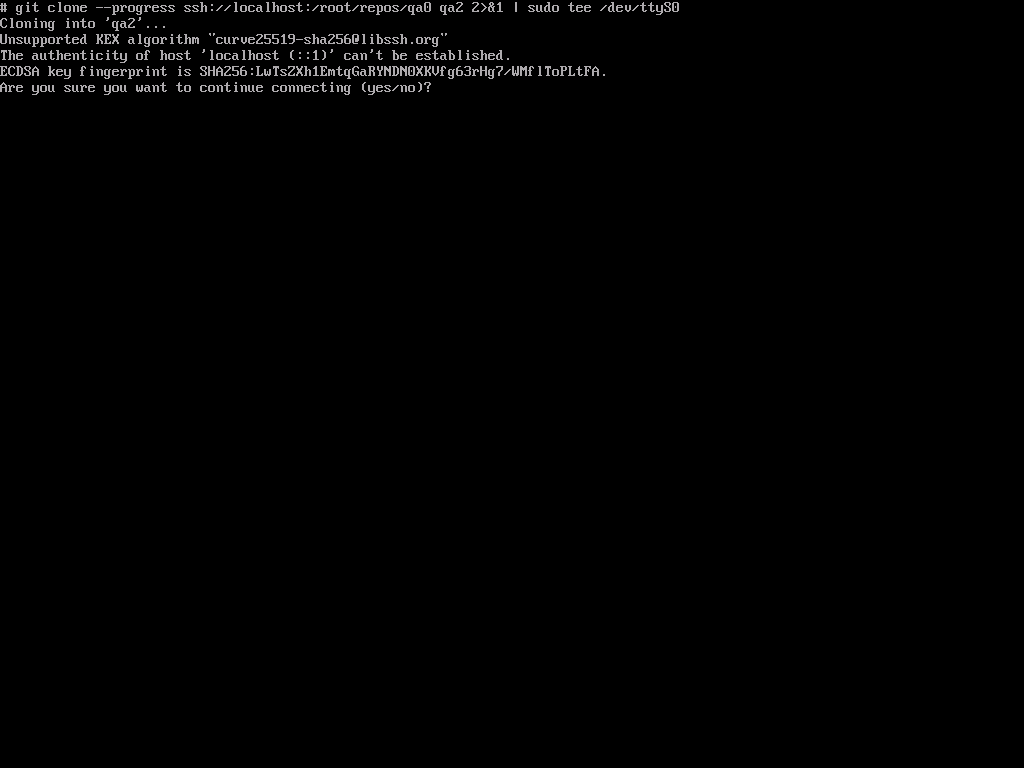 # git clone --progress ssh://localhost:/root/repos/qa0 qa2 2>&1 | sudo tee /dev/ttyS0
Cloning into 'qa2'...
Unsupported KEX algorithm "curve25519-sha256@libssh.org"
The authenticity of host 'localhost (::1)' can't be established.
ECDSA key fingerprint is SHA256:LwTsZXh1EmtqGaRYNDNOXKVfg63rHg7/WMflToPLtFA.
Are you sure you want to continue connecting (yes/no)?